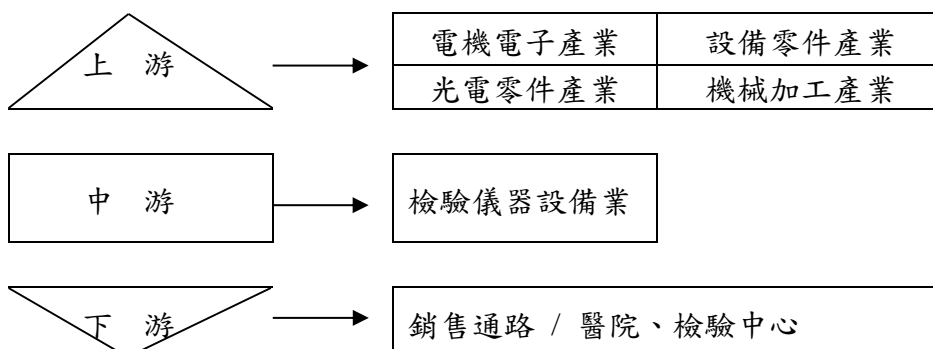 上 游
電機電子產業 設備零件產業
光電零件產業 機械加工產業
中 游
檢驗儀器設備業
下 游
銷售通路 / 醫院、檢驗中心